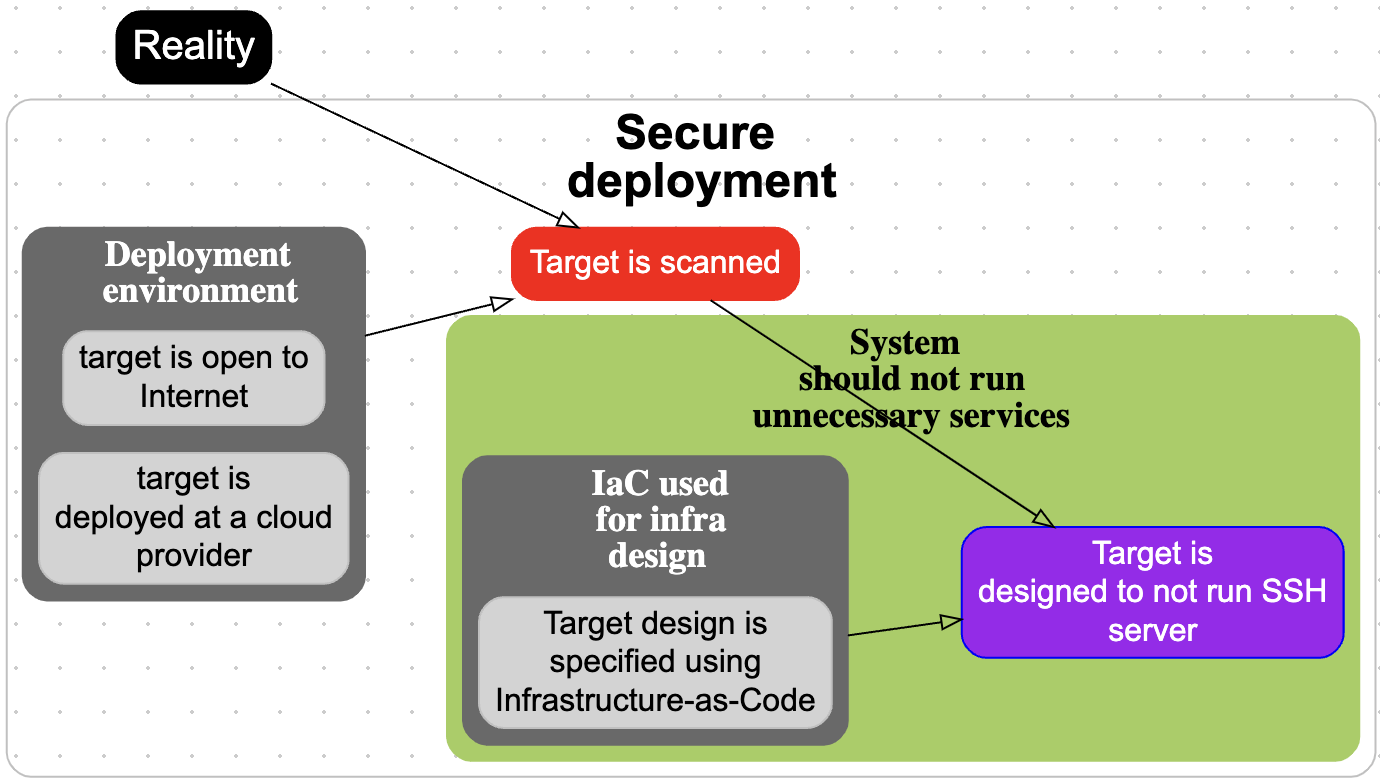 Reality
Secure
deployment
Deployment
environment
target is open to
Internet
target is
deployed at a cloud
provider
Target is scanned
System
should not run
unnecessary services
IaC used
for infra
design
Target design is
specified using
Infrastructure-as-Code
Target is
designed to not run SSH
server